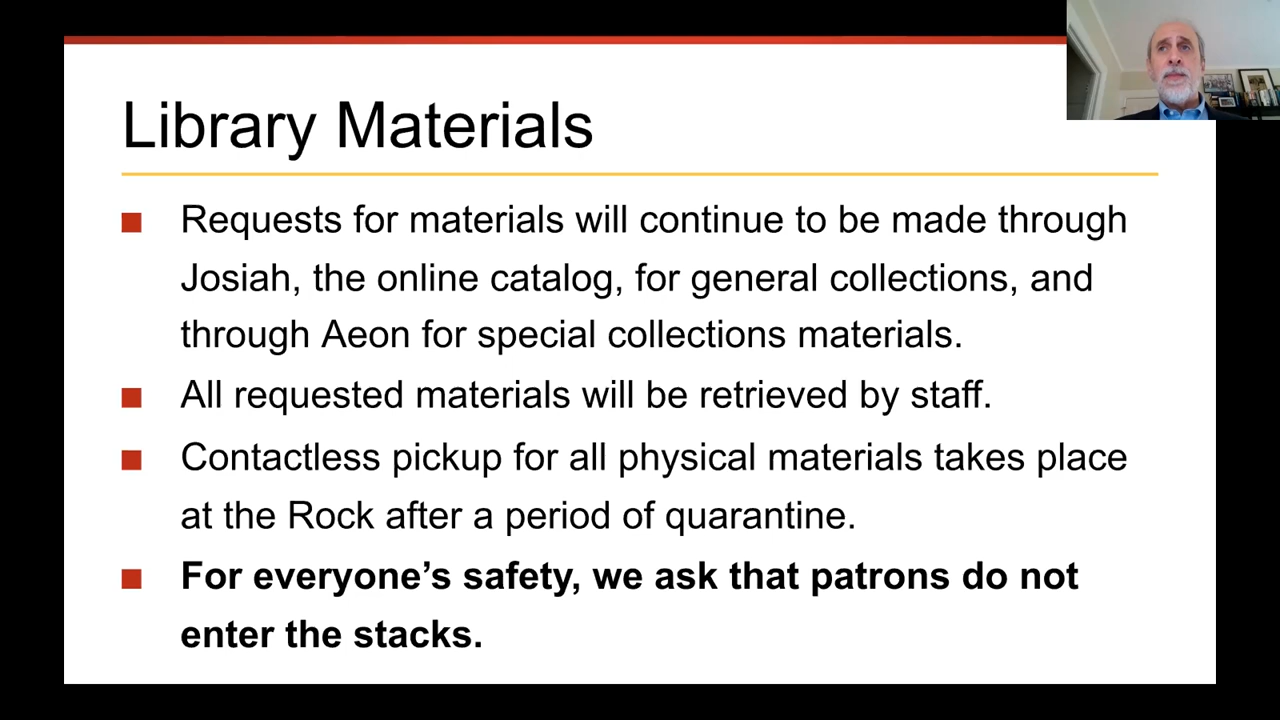 Library Materials
Requests for materials will continue to be made through
Josiah, the online catalog, for general collections, and
through Aeon for special collections materials.
All requested materials will be retrieved by staff.
Contactless pickup for all physical materials takes place
at the Rock after a period of quarantine.
For everyone’s safety, we ask that patrons do not
enter the stacks.